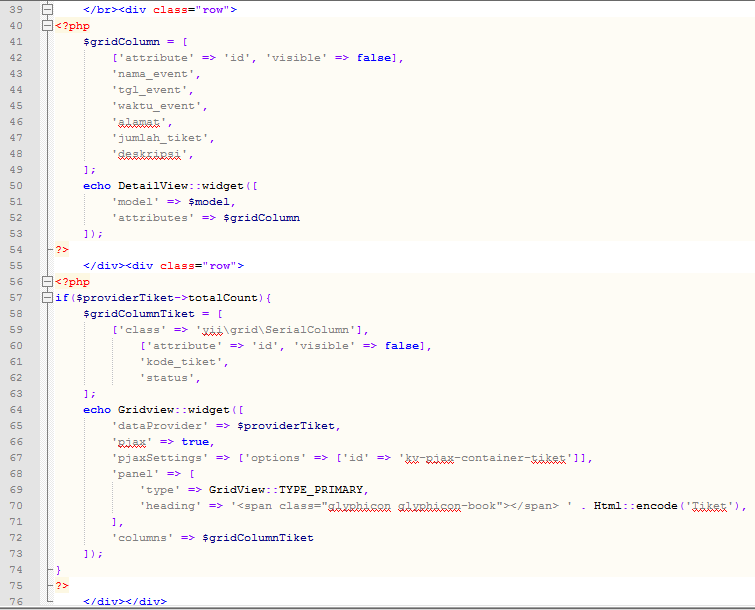 39 </br><div class="row">
40 <?php
41 $gridColumn = [
42 ['attribute' => 'id', 'visible' => false],
43 'nama_event',
44 'tgl_event',
45 'waktu_event',
46 'alamat',
47 'jumlah_tiket',
48 'deskripsi',
49 ];
50 echo DetailView::widget([
51 'model' => $model,
52 'attributes' => $gridColumn
53 ]);
54 ?>
55 </div><div class="row">
56 <?php
57 if($providerTiket->totalCount){
58 $gridColumnTiket = [
59 ['class' => 'yii\grid\SerialColumn'],
60 ['attribute' => 'id', 'visible' => false],
61 'kode_tiket',
62 'status',
63 ];
64 echo Gridview::widget([
65 'dataProvider' => $providerTiket,
66 'pjax' => true,
67 'pjaxSettings' => ['options' => ['id' => 'kv-pjax-container-tiket']],
68 'panel' => [
69 'type' => GridView::TYPE_PRIMARY,
70 'heading' => '<span class="glyphicon glyphicon-book"></span> ' . Html::encode('Tiket'),
71 ],
72 'columns' => $gridColumnTiket
73 ]);
74 }
75 ?>
76 </div></div>